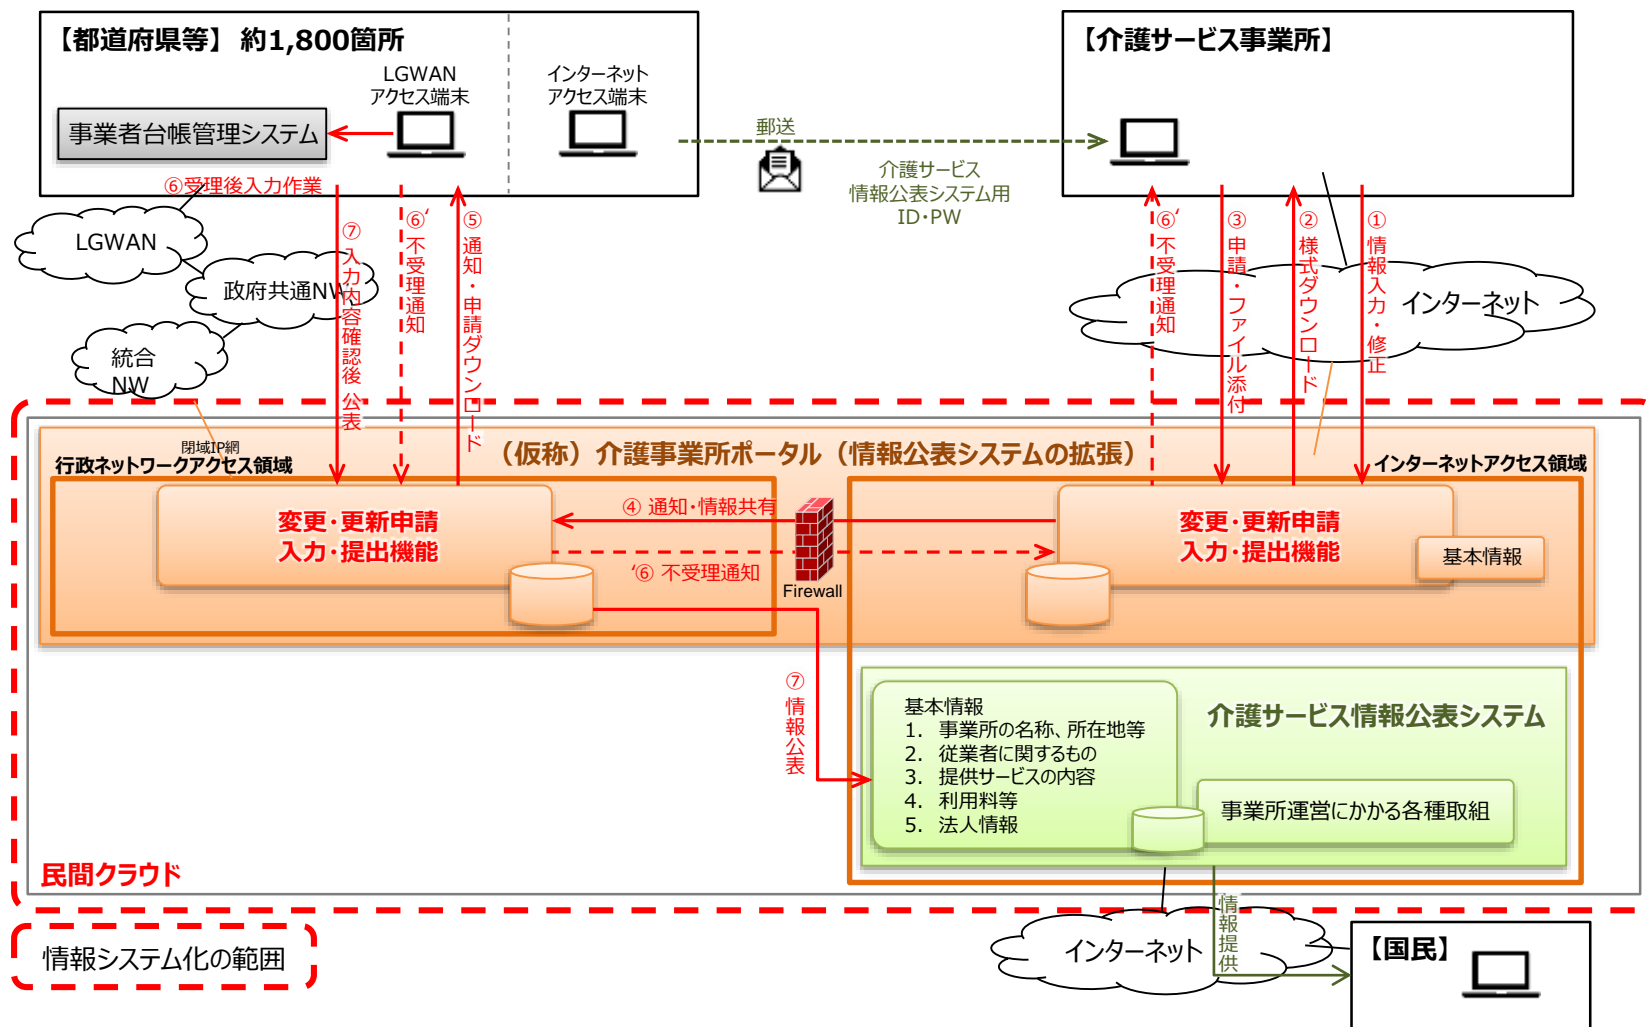 【都道府県等】 約1,800箇所
LGWAN
アクセス端末
インターネット
アクセス端末
事業者台帳管理システム
⑥受理後入力作業
郵送
介護サービス
情報公表システム用
ID・PW
【介護サービス事業所】
LGWAN
政府共通NW
統合
NW
⑦入力内容確認後 公表
⑥‘不受理通知
⑤通知・申請ダウンロード
⑥‘不受理通知
③申請・ファイル添付
②様式ダウンロード
①情報入力・修正
インターネット
閉域IP網
行政ネットワークアクセス領域
（仮称）介護事業所ポータル（情報公表システムの拡張）
インターネットアクセス領域
変更・更新申請
入力・提出機能
④ 通知・情報共有
‘⑥ 不受理通知
Firewall
変更・更新申請
入力・提出機能
基本情報
⑦情報公表
基本情報
1. 事業所の名称、所在地等
2. 従業者に関するもの
3. 提供サービスの内容
4. 利用料等
5. 法人情報
介護サービス情報公表システム
事業所運営にかかる各種取組
民間クラウド
情報システム化の範囲
インターネット
情報提供
【国民】